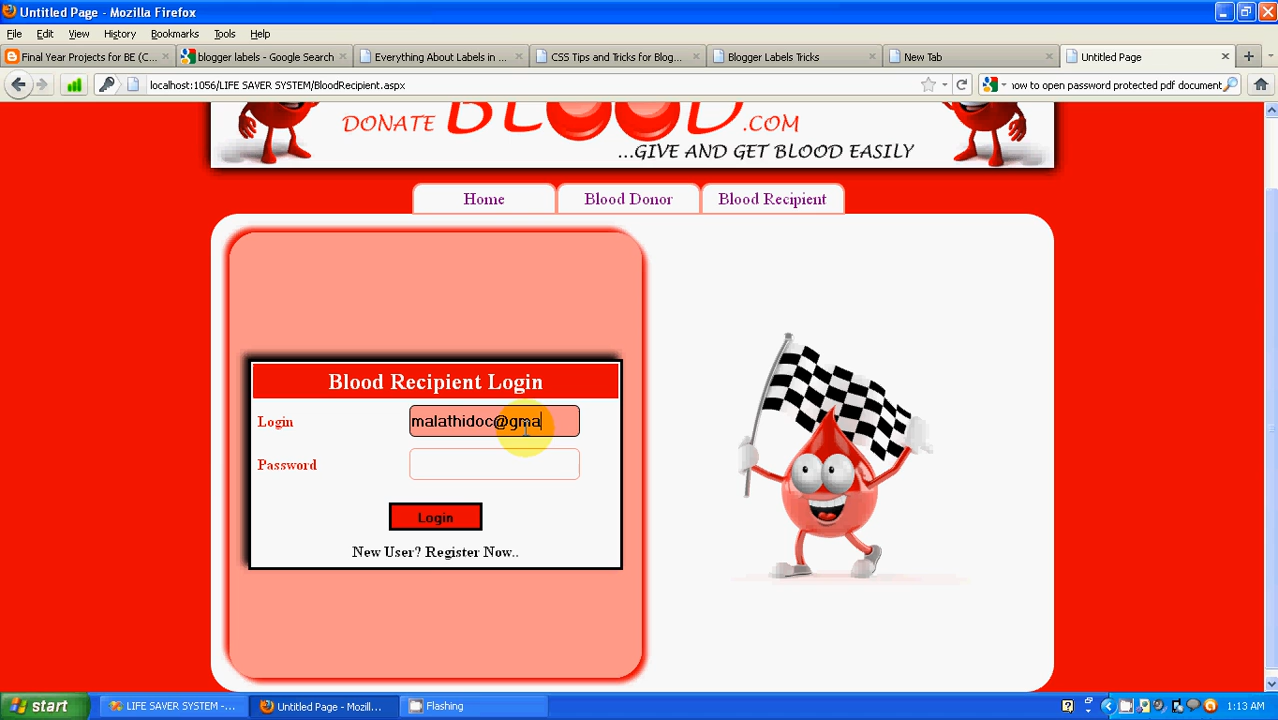 Untitled Page - Mozilla Firefox
File Edit View History Bookmarks Tools Help
Final Year Projects for BE (C... blogger labels - Google Search Everything About Labels in ... CSS Tips and Tricks for Blog... Blogger Labels Tricks New Tab Untitled Page
localhost:1056/LIFE SAVER SYSTEM/BloodRecipient.aspx how to open password protected pdf document
DONATE BLOOD.COM
...GIVE AND GET BLOOD EASILY
Home Blood Donor Blood Recipient
Blood Recipient Login
Login malathidoc@gma
Password
Login
New User? Register Now..
start LIFE SAVER SYSTEM -... Untitled Page - Mozilla... Flashing 1:13 AM